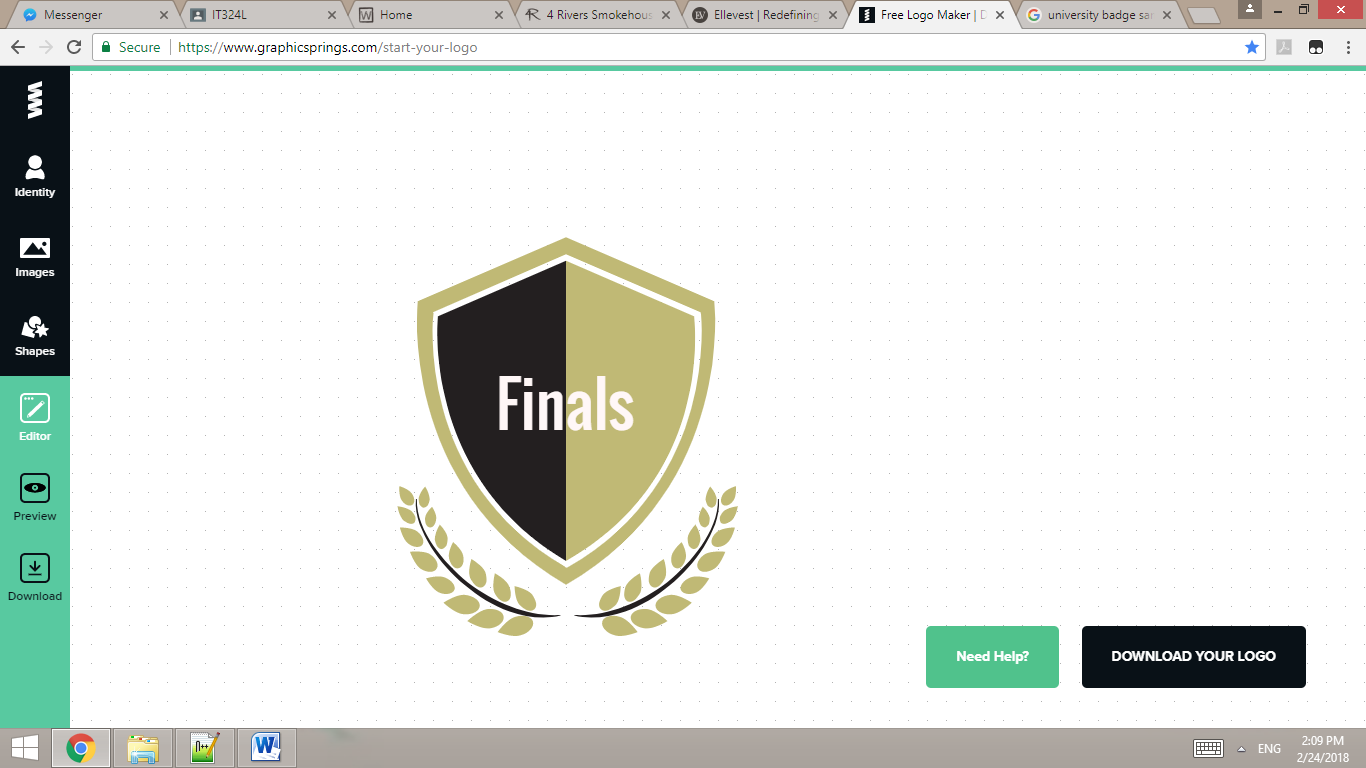 Messenger
IT324L
Home
4 Rivers Smokehous
Ellevest | Redefining
Free Logo Maker | D
university badge sam
Secure
https://www.graphicsprings.com/start-your-logo
Identity
Images
Shapes
Editor
Preview
Download
Finals
Need Help?
DOWNLOAD YOUR LOGO
ENG
2:09 PM
2/24/2018